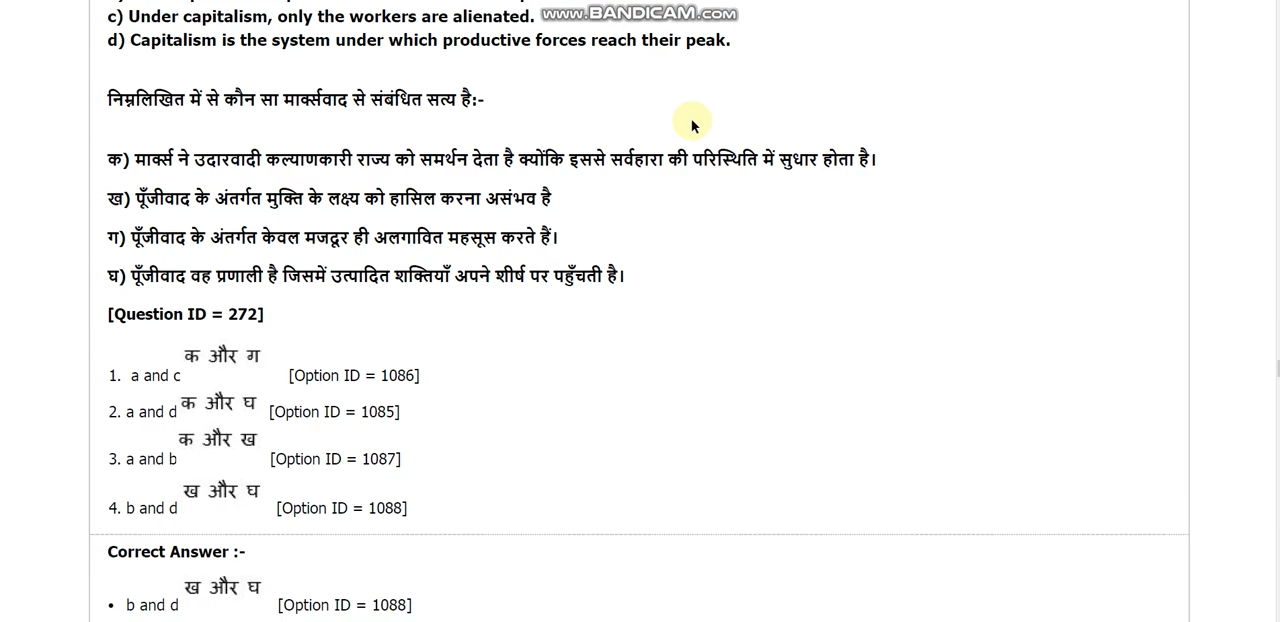 c) Under capitalism, only the workers are alienated.
www.BANDICAM.com
d) Capitalism is the system under which productive forces reach their peak.
निम्नलिखित में से कौन सा मार्क्सवाद से संबंधित सत्य है:-
क) मार्क्स ने उदारवादी कल्याणकारी राज्य को समर्थन देता है क्योंकि इससे सर्वहारा की परिस्थिति में सुधार होता है।
ख) पूँजीवाद के अंतर्गत मुक्ति के लक्ष्य को हासिल करना असंभव है
ग) पूँजीवाद के अंतर्गत केवल मजदूर ही अलगावित महसूस करते हैं।
घ) पूँजीवाद वह प्रणाली है जिसमें उत्पादित शक्तियाँ अपने शीर्ष पर पहुँचती है।
[Question ID = 272]
1. a and c क और ग [Option ID = 1086]
2. a and d क और घ [Option ID = 1085]
3. a and b क और ख [Option ID = 1087]
4. b and d ख और घ [Option ID = 1088]
Correct Answer :-
• b and d ख और घ [Option ID = 1088]